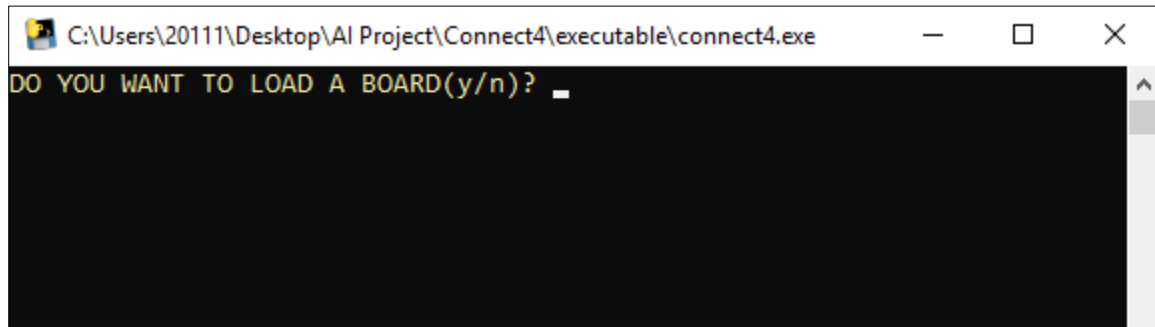 C:\Users\20111\Desktop\AI Project\Connect4\executable\connect4.exe
DO YOU WANT TO LOAD A BOARD(y/n)?